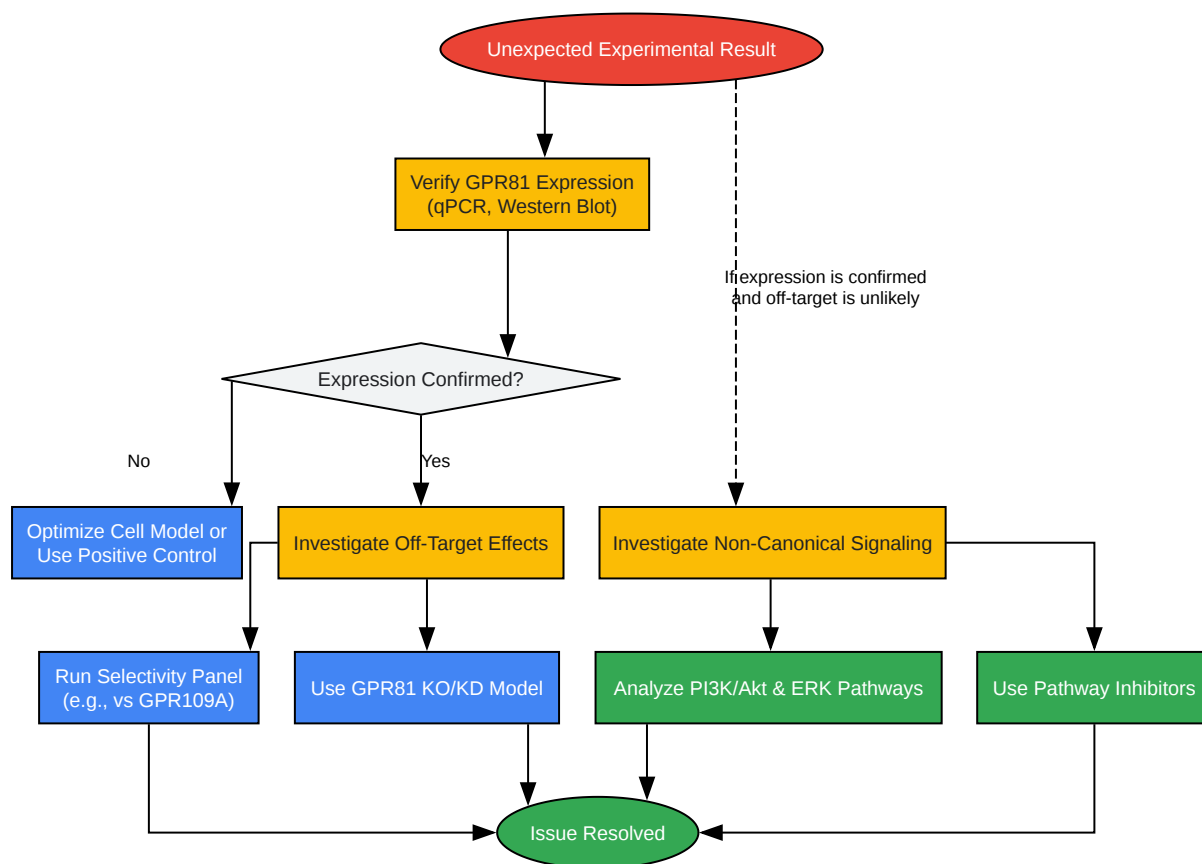 Unexpected Experimental Result
Verify GPR81 Expression
(qPCR, Western Blot)
If expression is confirmed
and off-target is unlikely
Expression Confirmed?
No
Yes
Optimize Cell Model or
Use Positive Control
Investigate Off-Target Effects
Investigate Non-Canonical Signaling
Run Selectivity Panel
(e.g., vs GPR109A)
Use GPR81 KO/KD Model
Analyze PI3K/Akt & ERK Pathways
Use Pathway Inhibitors
Issue Resolved